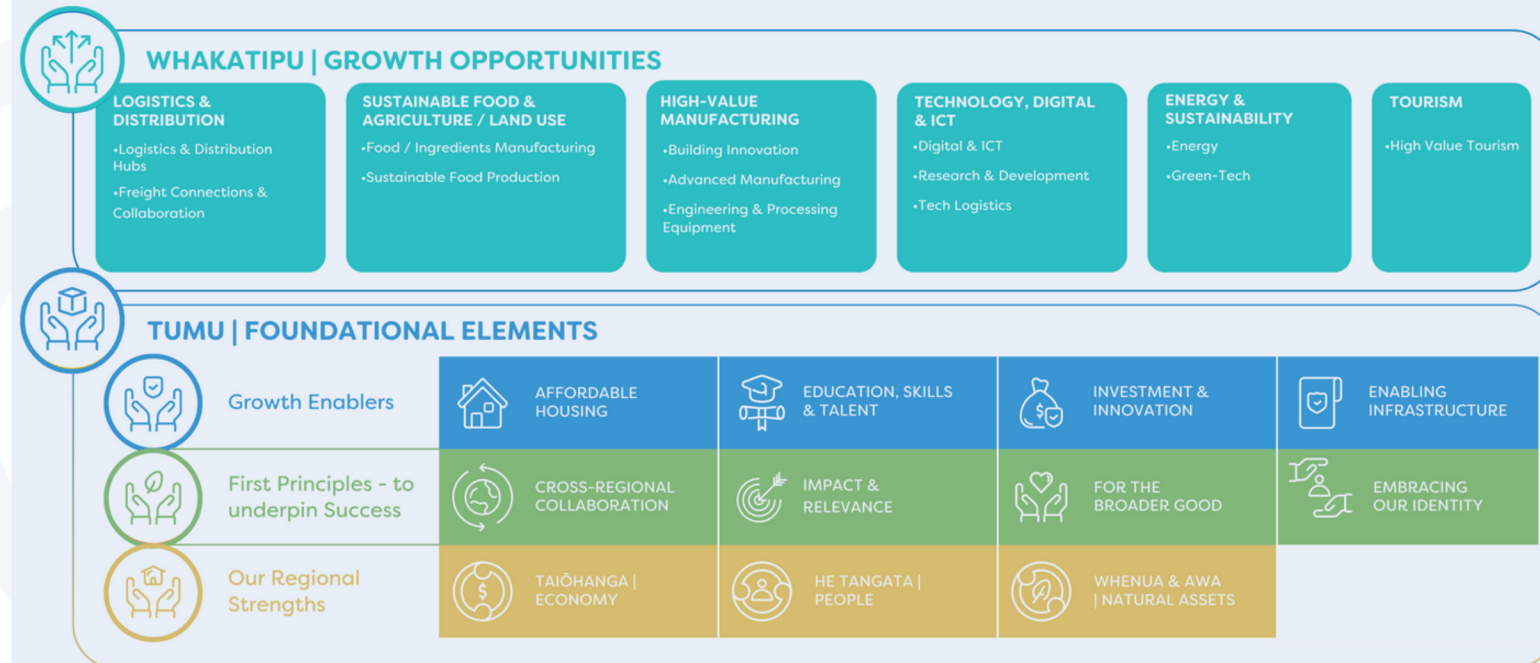 WHAKATIPU | GROWTH OPPORTUNITIES
LOGISTICS &
DISTRIBUTION
•Logistics & Distribution
Hubs
•Freight Connections &
Collaboration
SUSTAINABLE FOOD &
AGRICULTURE / LAND USE
•Food / Ingredients Manufacturing
•Sustainable Food Production
HIGH-VALUE
MANUFACTURING
•Building Innovation
•Advanced Manufacturing
•Engineering & Processing
Equipment
TECHNOLOGY, DIGITAL
& ICT
•Digital & ICT
•Research & Development
•Tech Logistics
ENERGY &
SUSTAINABILITY
•Energy
•Green-Tech
TOURISM
•High Value Tourism
TUMU | FOUNDATIONAL ELEMENTS
Growth Enablers
AFFORDABLE
HOUSING
EDUCATION, SKILLS
& TALENT
$
INVESTMENT &
INNOVATION
ENABLING
INFRASTRUCTURE
First Principles - to
underpin Success
CROSS-REGIONAL
COLLABORATION
IMPACT &
RELEVANCE
FOR THE
BROADER GOOD
EMBRACING
OUR IDENTITY
Our Regional
Strengths
$
TAIŌHANGA |
ECONOMY
HE TANGATA |
PEOPLE
WHENUA & AWA
| NATURAL ASSETS